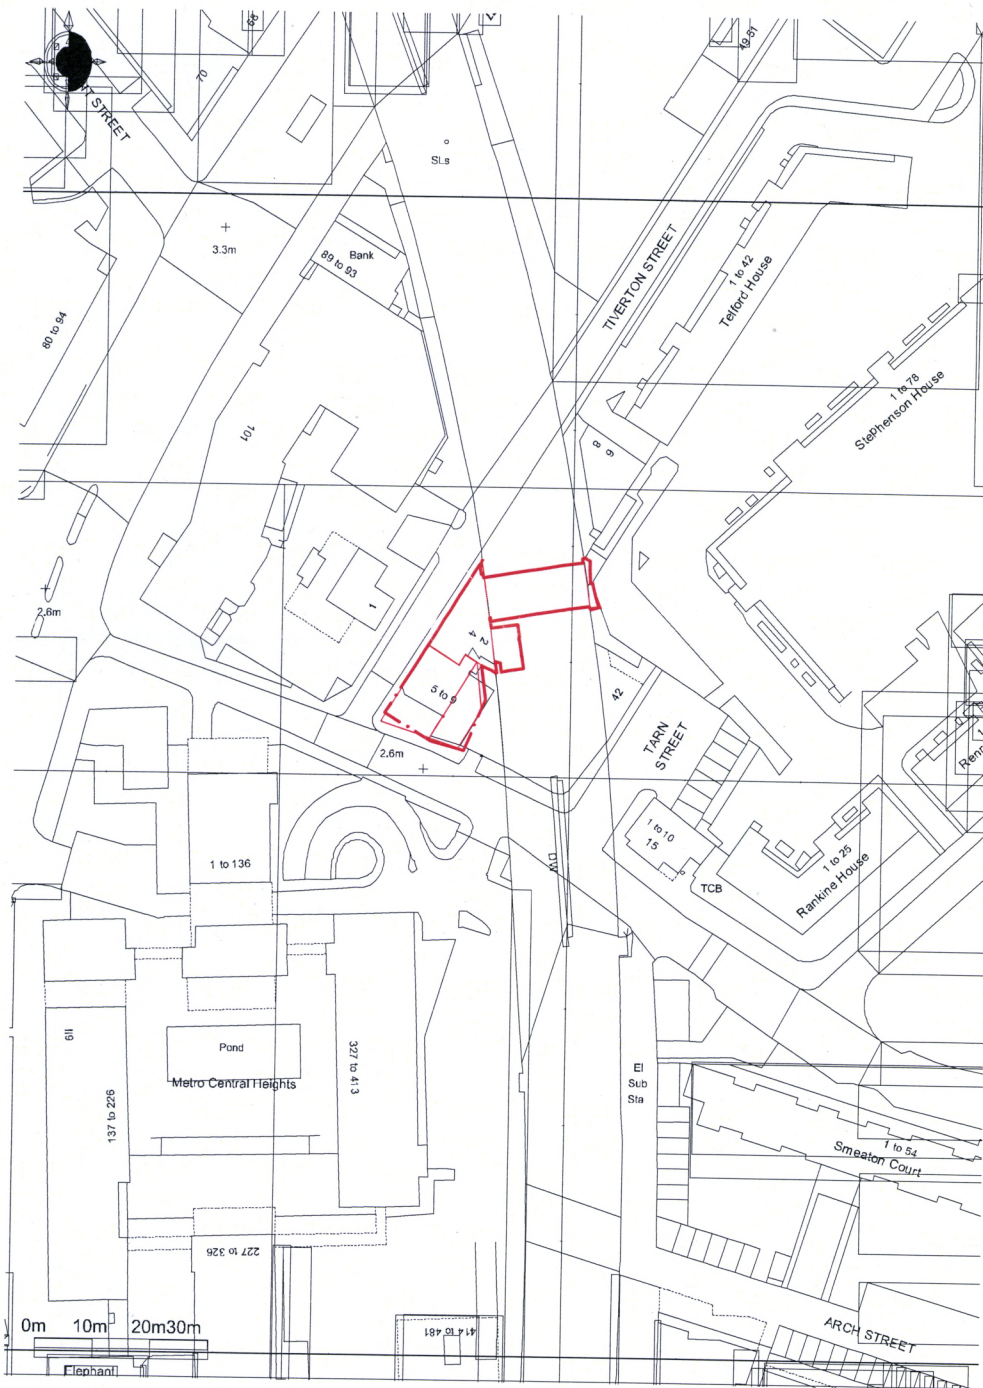 68
49 51
70
STREET
SLs
3.3m
Bank
89 to 93
TIVERTON STREET
1 to 42
Telford House
80 to 94
1 to 78
Stephenson House
101
8
2.6m
1
2
4
5 to 9
42
TARN
STREET
2.6m
1 to 10
15
1 to 25
Rankine House
TCB
1 to 136
Pond
Metro Central Heights
327 to 413
137 to 226
El
Sub
Sta
1 to 54
Smeaton Court
227 to 326
0m 10m 20m30m
414 to 481
ARCH STREET
Elephant